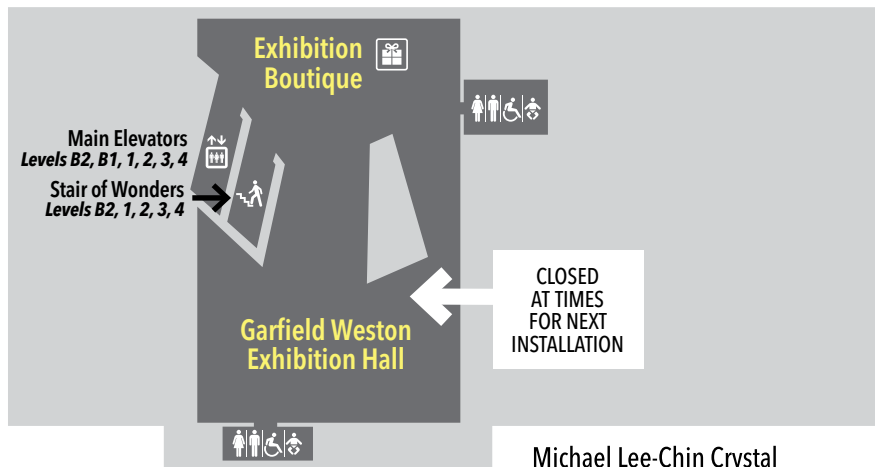 Exhibition
Boutique
Main Elevators
Levels B2, B1, 1, 2, 3, 4
Stair of Wonders
Levels B2, 1, 2, 3, 4
CLOSED
AT TIMES
FOR NEXT
INSTALLATION
Garfield Weston
Exhibition Hall
Michael Lee-Chin Crystal